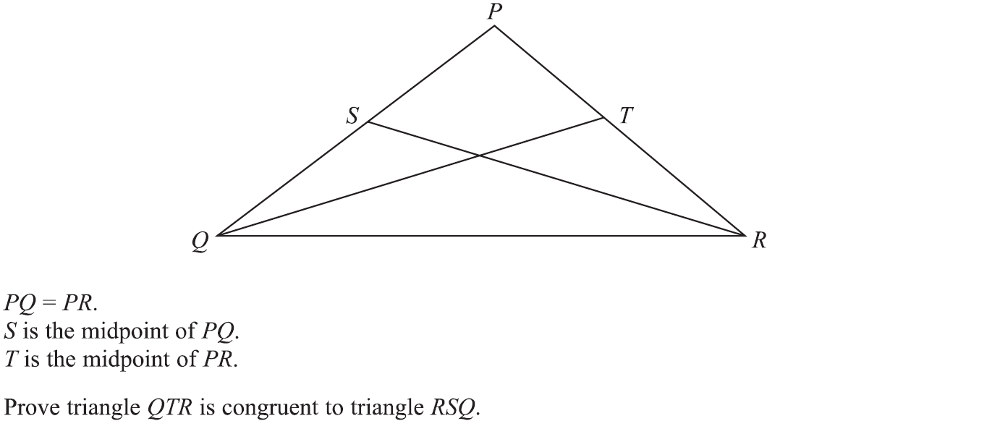 P
S
T
Q
R
PQ = PR.
S is the midpoint of PQ.
T is the midpoint of PR.
Prove triangle QTR is congruent to triangle RSQ.